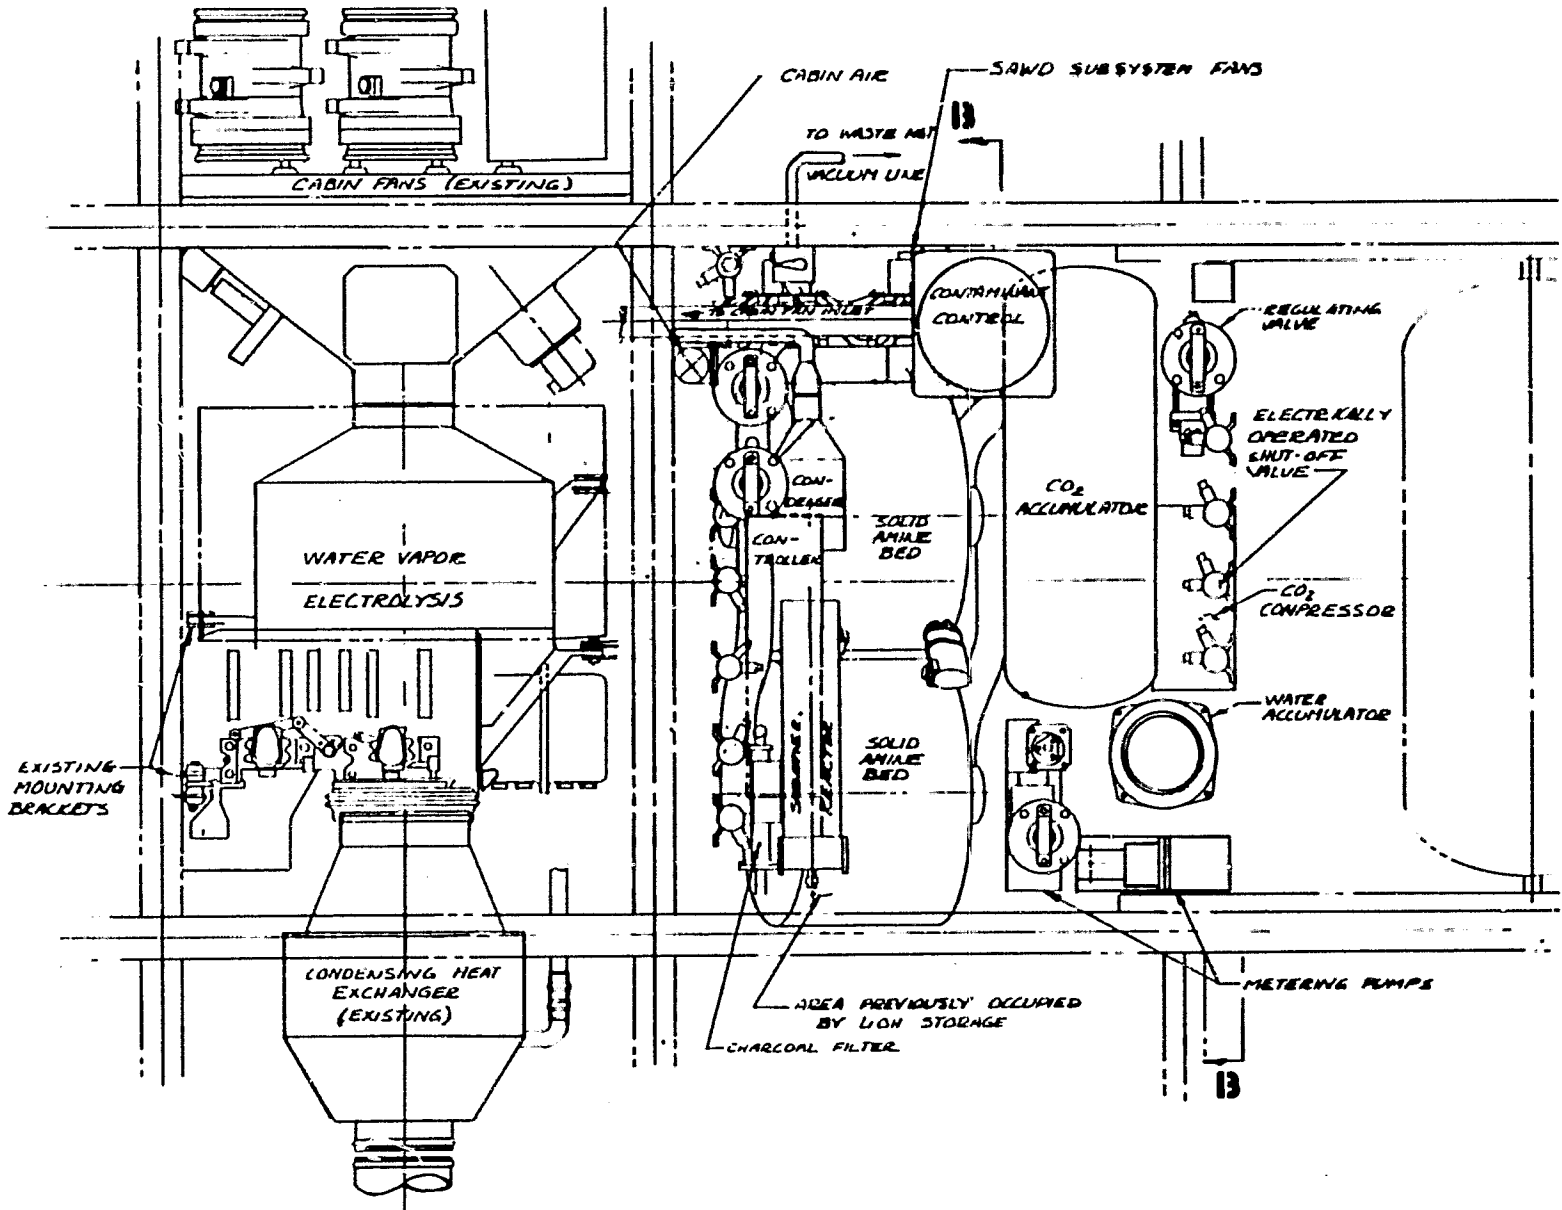 CABIN AIR
SAWD SUBSYSTEM FANS
B
TO WASTE NET
VACUUM LINE
CABIN FANS (EXISTING)
CONTAMINANT
CONTROL
TO CABIN FAN INLET
REGULATING
VALVE
ELECTRICALLY
OPERATED
SHUT-OFF
VALVE
CON-
DENSER
CO2
ACCUMULATOR
SOLID
AMINE
BED
CON-
TROLLER
WATER VAPOR
ELECTROLYSIS
CO2
COMPRESSOR
WATER
ACCUMULATOR
SABATIER
REACTOR
SOLID
AMINE
BED
EXISTING
MOUNTING
BRACKETS
CONDENSING HEAT
EXCHANGER
(EXISTING)
METERING PUMPS
AREA PREVIOUSLY OCCUPIED
BY LIOH STORAGE
CHARCOAL FILTER
B